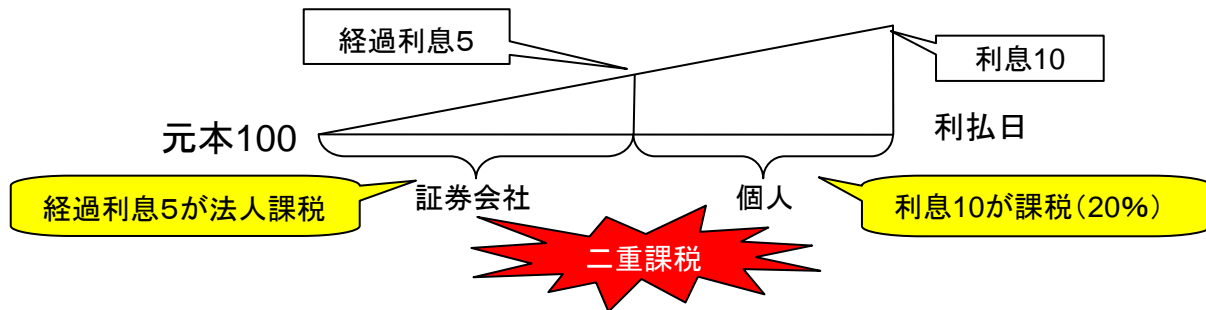 経過利息5
利息10
元本100
利払日
経過利息5が法人課税
証券会社
個人
利息10が課税(20%)
二重課税